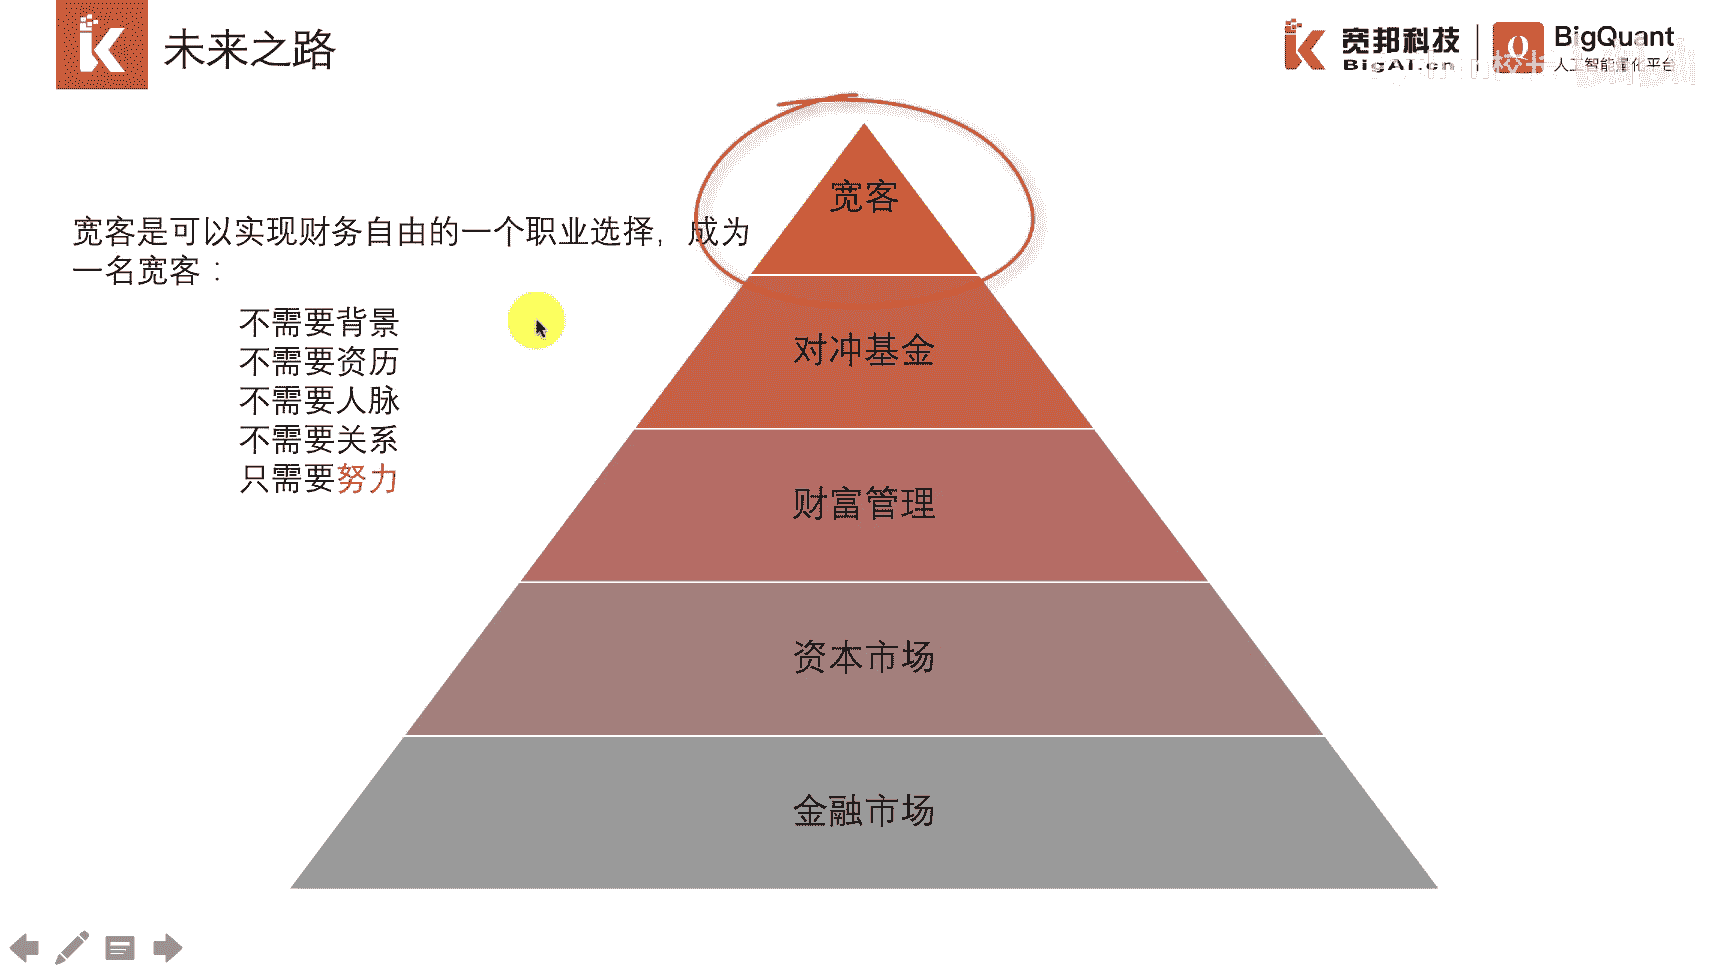 未来之路
宽邦科技
BigAI.cn
BigQuant
人工智能量化平台
宽客是可以实现财务自由的一个职业选择，成为
一名宽客：
不需要背景
不需要资历
不需要人脉
不需要关系
只需要努力
宽客
对冲基金
财富管理
资本市场
金融市场